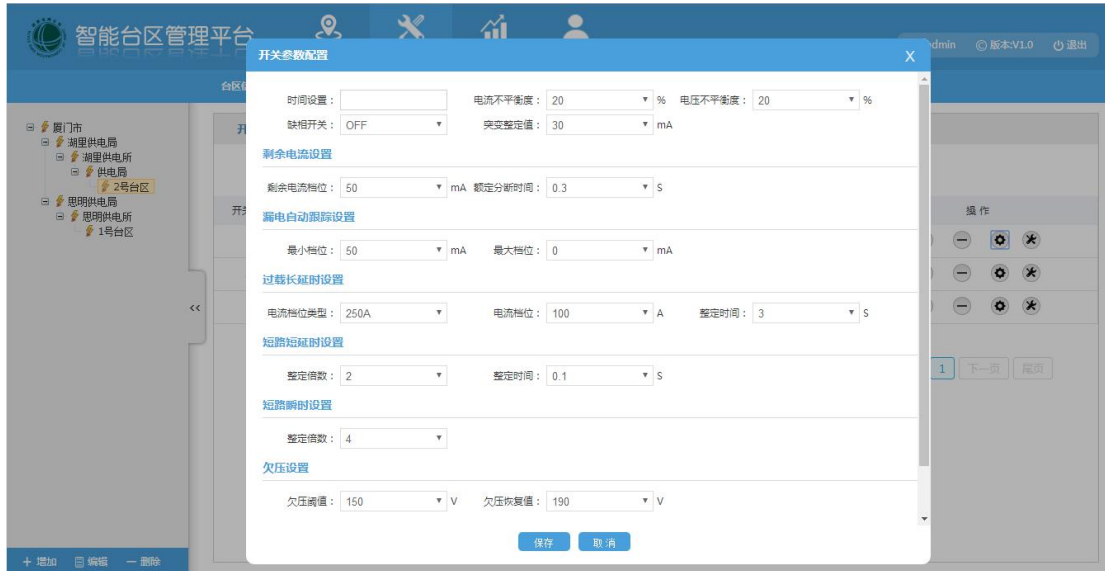 智能台区管理平台
dmin ©版本:V1.0 退出
台区
厦门市
湖里供电局
湖里供电所
供电局
2号台区
思明供电局
思明供电所
1号台区
<<
+ 增加 编辑 一 删除
开
开
操作
1 下一页 尾页
开关参数配置 X
时间设置： 电流不平衡度： 20 % 电压不平衡度： 20 %
缺相开关： OFF 突变整定值： 30 mA
剩余电流设置
剩余电流档位： 50 mA 额定分断时间： 0.3 S
漏电自动跟踪设置
最小档位： 50 mA 最大档位： 0 mA
过载长延时设置
电流档位类型： 250A 电流档位： 100 A 整定时间： 3 S
短路短延时设置
整定倍数： 2 整定时间： 0.1 S
短路瞬时设置
整定倍数： 4
欠压设置
欠压阈值： 150 V 欠压恢复值： 190 V
保存 取消